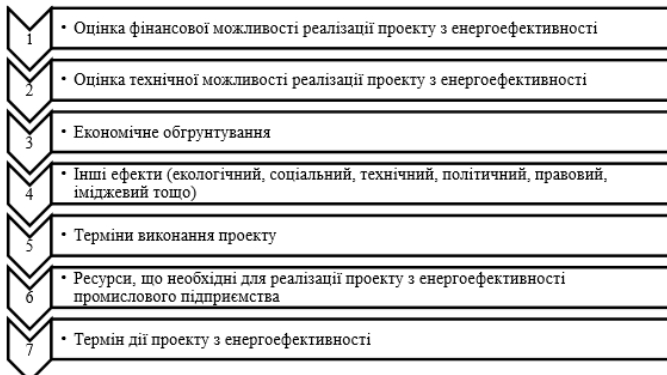 1 • Оцінка фінансової можливості реалізації проекту з енергоефективності
2 • Оцінка технічної можливості реалізації проекту з енергоефективності
3 • Економічне обгрунтування
4 • Інші ефекти (екологічний, соціальний, технічний, політичний, правовий,
іміджевий тощо)
5 • Терміни виконання проекту
6 • Ресурси, що необхідні для реалізації проекту з енергоефективності
промислового підприємства
7 • Термін дії проекту з енергоефективності